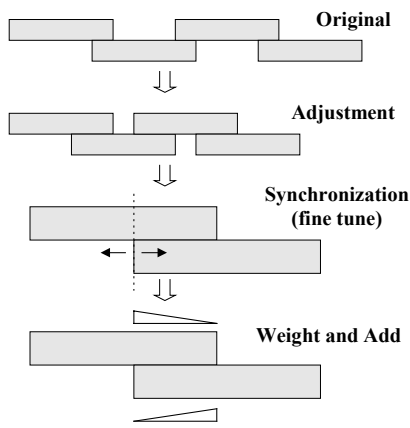 Original
Adjustment
Synchronization
(fine tune)
Weight and Add